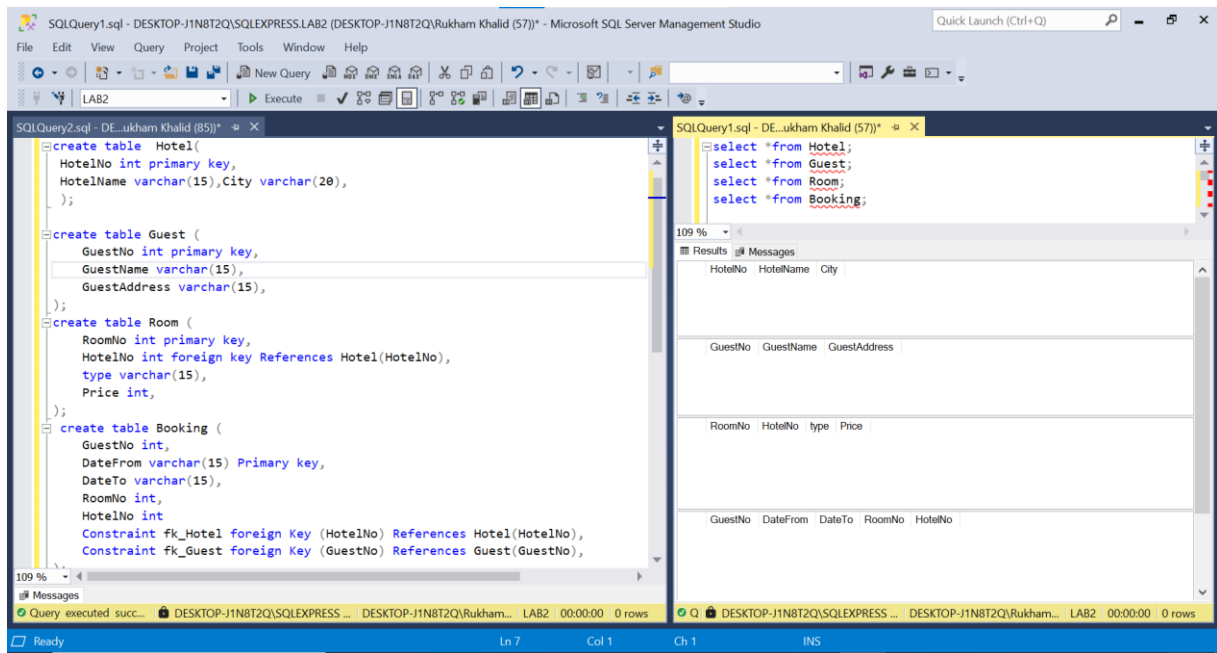 SQLQuery1.sql - DESKTOP-J1N8T2Q\SQLEXPRESS.LAB2 (DESKTOP-J1N8T2Q\Rukham Khalid (57))* - Microsoft SQL Server Management Studio
Quick Launch (Ctrl+Q)
File Edit View Query Project Tools Window Help
New Query
LAB2 Execute
SQLQuery2.sql - DE...ukham Khalid (85))*
create table  Hotel(
HotelNo int primary key,
HotelName varchar(15),City varchar(20),
);
create table Guest (
GuestNo int primary key,
GuestName varchar(15),
GuestAddress varchar(15),
);
create table Room (
RoomNo int primary key,
HotelNo int foreign key References Hotel(HotelNo),
type varchar(15),
Price int,
);
create table Booking (
GuestNo int,
DateFrom varchar(15) Primary key,
DateTo varchar(15),
RoomNo int,
HotelNo int
Constraint fk_Hotel foreign Key (HotelNo) References Hotel(HotelNo),
Constraint fk_Guest foreign Key (GuestNo) References Guest(GuestNo),
109 %
Messages
Query executed succ... DESKTOP-J1N8T2Q\SQLEXPRESS ... DESKTOP-J1N8T2Q\Rukham... LAB2 00:00:00 0 rows
SQLQuery1.sql - DE...ukham Khalid (57))*
select *from Hotel;
select *from Guest;
select *from Room;
select *from Booking;
109 %
Results Messages
HotelNo HotelName City
GuestNo GuestName GuestAddress
RoomNo HotelNo type Price
GuestNo DateFrom DateTo RoomNo HotelNo
Q DESKTOP-J1N8T2Q\SQLEXPRESS ... DESKTOP-J1N8T2Q\Rukham... LAB2 00:00:00 0 rows
Ready Ln 7 Col 1 Ch 1 INS